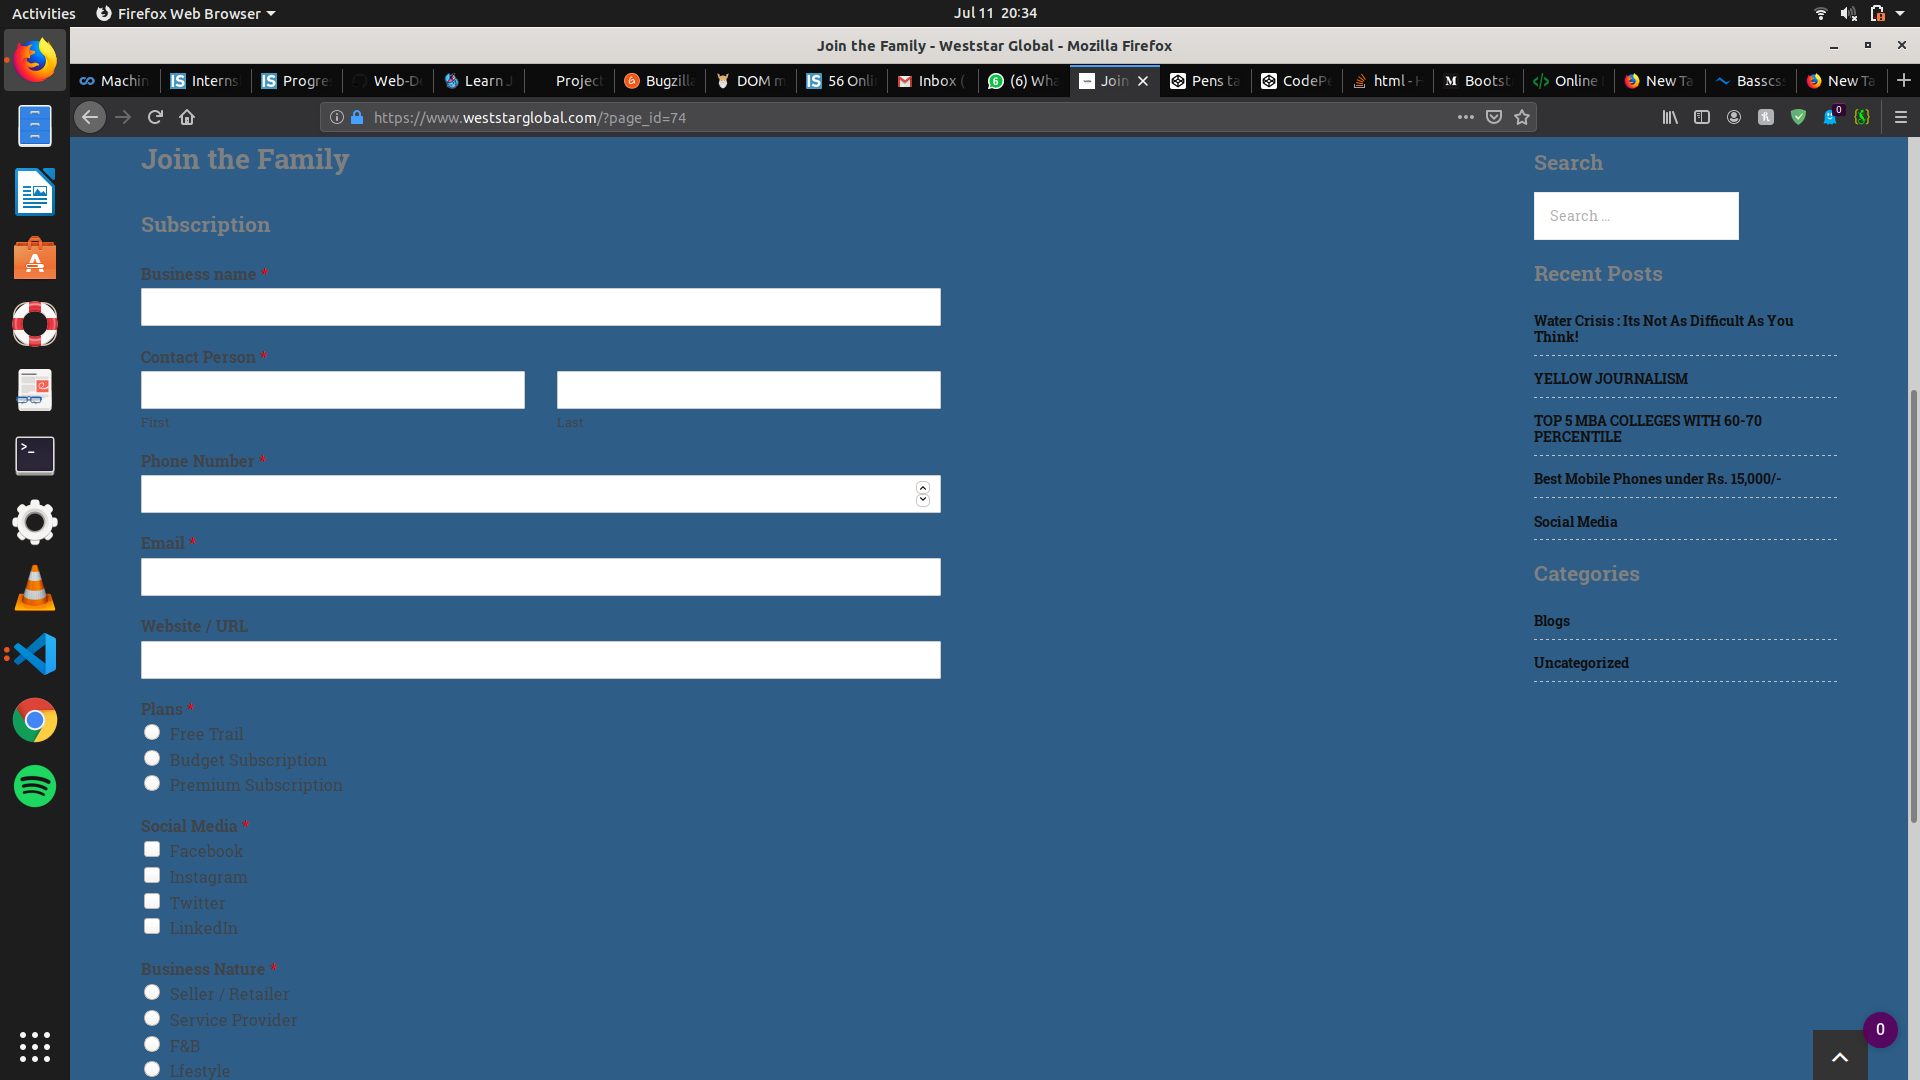 Activities
Firefox Web Browser
Jul 11 20:34
Join the Family - Weststar Global - Mozilla Firefox
Machin
Interns
Progre
Web-De
Learn J
Project
Bugzilla
DOM m
56 Onli
Inbox (
(6) Wha
Join
Pens ta
CodePe
html - H
Bootst
Online
New Ta
Basscs
New Ta
https://www.weststarglobal.com/?page_id=74
0
Join the Family
Subscription
Business name *
Contact Person *
First
Last
Phone Number *
Email *
Website / URL
Plans *
Free Trail
Budget Subscription
Premium Subscription
Social Media *
Facebook
Instagram
Twitter
LinkedIn
Business Nature *
Seller / Retailer
Service Provider
F&B
Lfestyle
Search
Search ...
Recent Posts
Water Crisis : Its Not As Difficult As You
Think!
YELLOW JOURNALISM
TOP 5 MBA COLLEGES WITH 60-70
PERCENTILE
Best Mobile Phones under Rs. 15,000/-
Social Media
Categories
Blogs
Uncategorized
0